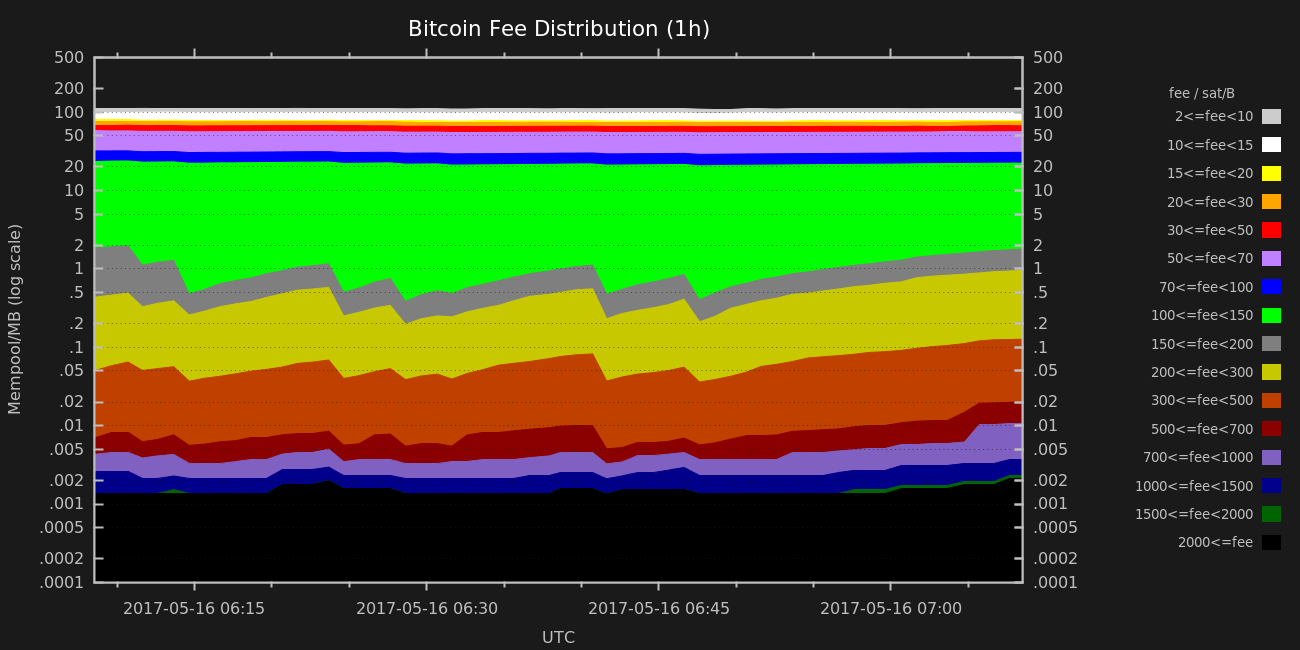 Bitcoin Fee Distribution (1h)
500
200
100
50
20
10
5
2
1
.5
.2
.1
.05
.02
.01
.005
.002
.001
.0005
.0002
.0001
Mempool/MB (log scale)
500
200
100
50
20
10
5
2
1
.5
.2
.1
.05
.02
.01
.005
.002
.001
.0005
.0002
.0001
2017-05-16 06:15
2017-05-16 06:30
2017-05-16 06:45
2017-05-16 07:00
UTC
fee / sat/B
2<=fee<10
10<=fee<15
15<=fee<20
20<=fee<30
30<=fee<50
50<=fee<70
70<=fee<100
100<=fee<150
150<=fee<200
200<=fee<300
300<=fee<500
500<=fee<700
700<=fee<1000
1000<=fee<1500
1500<=fee<2000
2000<=fee